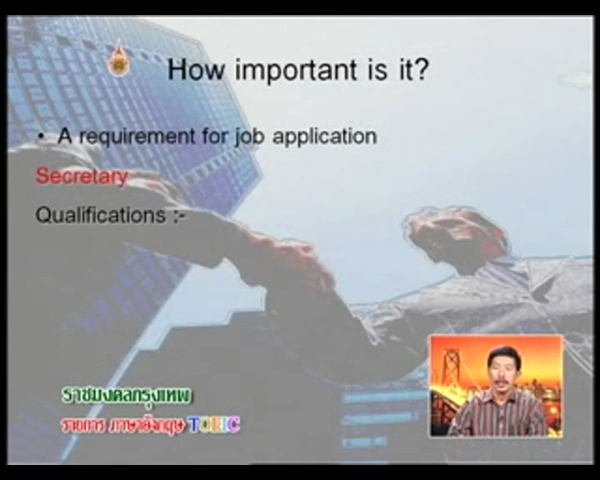 How important is it?
• A requirement for job application
Secretary
Qualifications :-
ราชมงคลกรุงเทพ
รายการ ภาษาอังกฤษ TOEIC